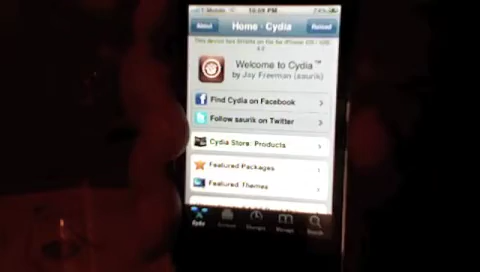 T-Mobile 10:09 PM 74%
About Home · Cydia Reload
Welcome to Cydia™
by Jay Freeman (saurik)
Find Cydia on Facebook
Follow saurik on Twitter
Cydia Store: Products
Featured Packages
Featured Themes
Cydia Sections Changes Manage Search